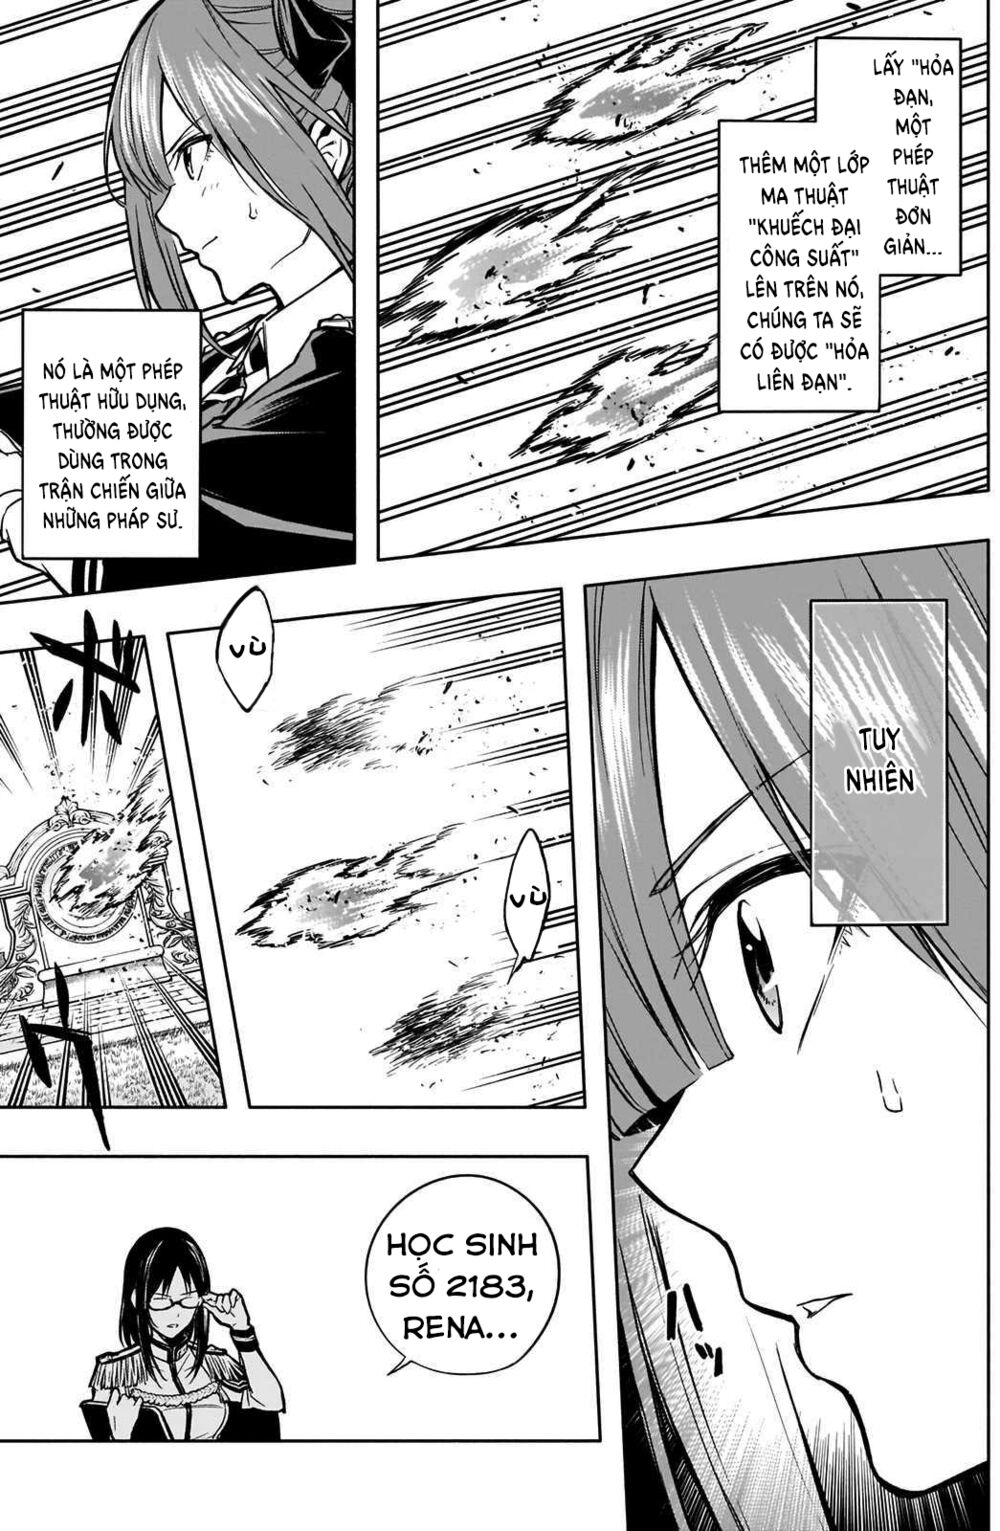 LẤY "HỎA
ĐẠN,
MỘT
PHÉP
THUẬT
ĐƠN
GIẢN...
THÊM MỘT LỚP
MA THUẬT
"KHUẾCH ĐẠI
CÔNG SUẤT"
LÊN TRÊN NÓ,
CHÚNG TA SẼ
CÓ ĐƯỢC "HỎA
LIÊN ĐẠN".
NÓ LÀ MỘT PHÉP
THUẬT HỮU DỤNG,
THƯỜNG ĐƯỢC
DÙNG TRONG
TRẬN CHIẾN GIỮA
NHỮNG PHÁP SƯ.
TUY
NHIÊN
VÙ
VÙ
HỌC SINH
SỐ 2183,
RENA...